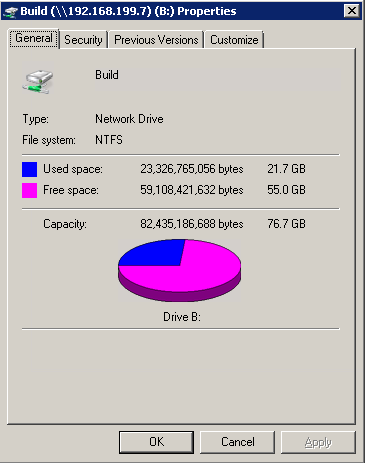 Build (\\192.168.199.7) (B:) Properties
General Security Previous Versions Customize
Build
Type: Network Drive
File system: NTFS
Used space: 23,326,765,056 bytes 21.7 GB
Free space: 59,108,421,632 bytes 55.0 GB
Capacity: 82,435,186,688 bytes 76.7 GB
Drive B:
OK Cancel Apply